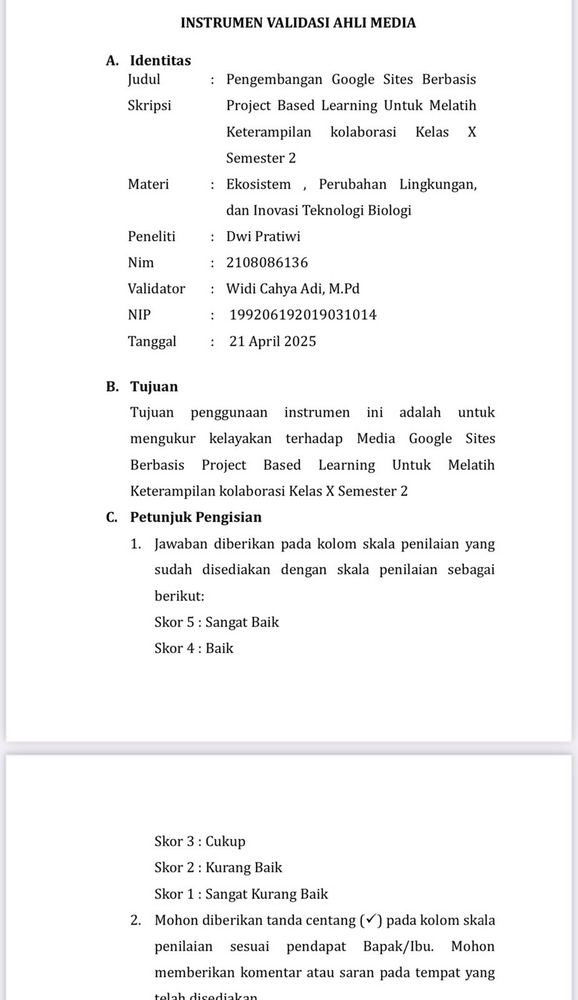 INSTRUMEN VALIDASI AHLI MEDIA
A. Identitas
Judul : Pengembangan Google Sites Berbasis
Skripsi Project Based Learning Untuk Melatih
Keterampilan kolaborasi Kelas X
Semester 2
Materi : Ekosistem , Perubahan Lingkungan,
dan Inovasi Teknologi Biologi
Peneliti : Dwi Pratiwi
Nim : 2108086136
Validator : Widi Cahya Adi, M.Pd
NIP : 199206192019031014
Tanggal : 21 April 2025
B. Tujuan
Tujuan penggunaan instrumen ini adalah untuk
mengukur kelayakan terhadap Media Google Sites
Berbasis Project Based Learning Untuk Melatih
Keterampilan kolaborasi Kelas X Semester 2
C. Petunjuk Pengisian
1. Jawaban diberikan pada kolom skala penilaian yang
sudah disediakan dengan skala penilaian sebagai
berikut:
Skor 5 : Sangat Baik
Skor 4 : Baik
Skor 3 : Cukup
Skor 2 : Kurang Baik
Skor 1 : Sangat Kurang Baik
2. Mohon diberikan tanda centang (✓) pada kolom skala
penilaian sesuai pendapat Bapak/Ibu. Mohon
memberikan komentar atau saran pada tempat yang
telah disediakan